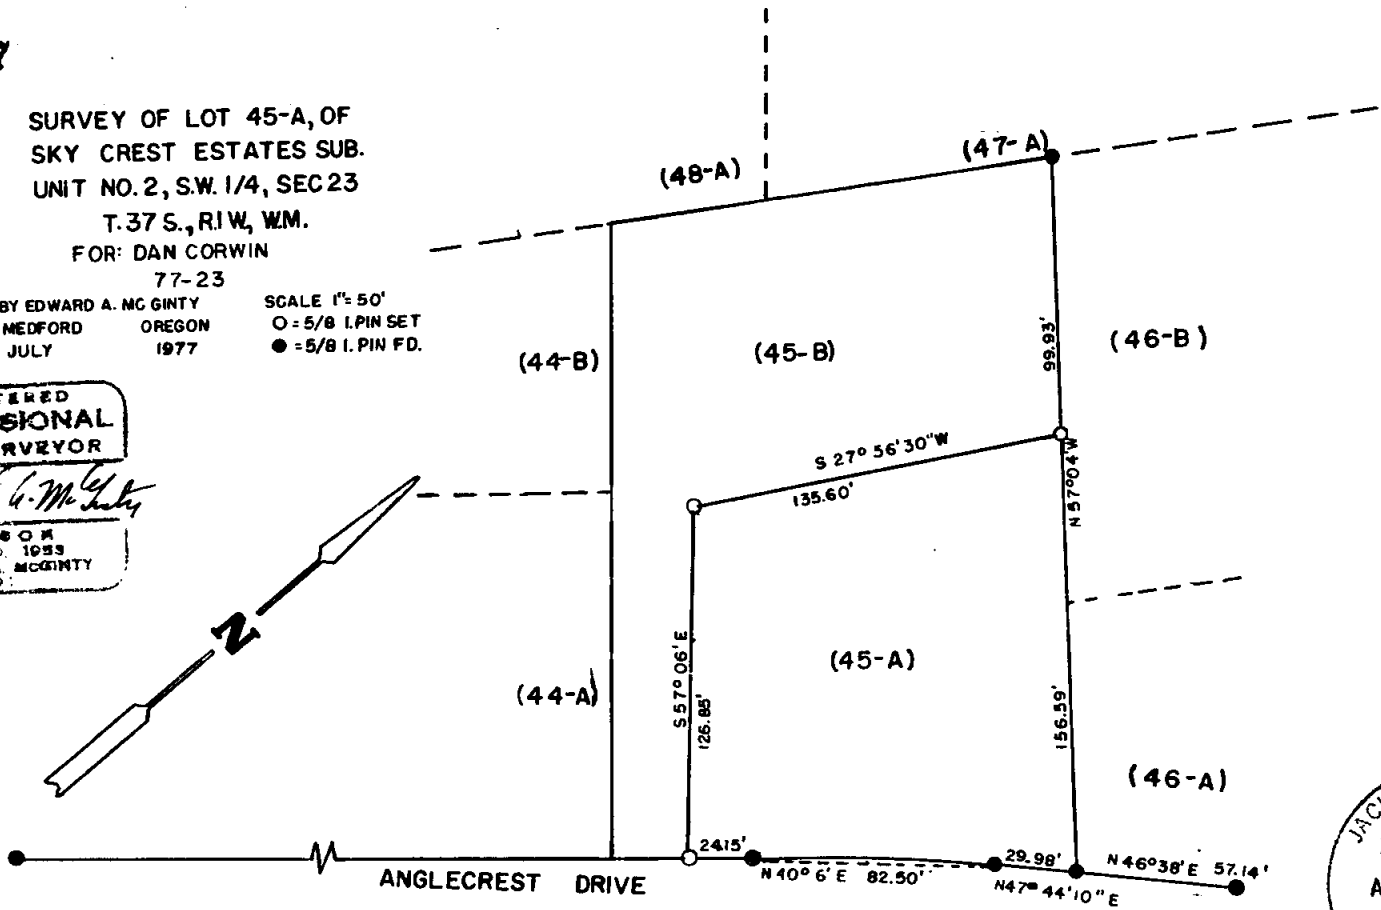 SURVEY OF LOT 45-A, OF
SKY CREST ESTATES SUB.
UNIT NO. 2, S.W. 1/4, SEC 23
T. 37 S., R.1 W., W.M.
FOR: DAN CORWIN
77-23
BY EDWARD A. MC GINTY
MEDFORD OREGON
JULY 1977
SCALE 1"= 50'
O = 5/8 I. PIN SET
● = 5/8 I. PIN FD.
RVEYOR
1953
MCGINTY
N
(48-A)
(47-A)
(44-B)
(45-B)
(46-B)
99.93'
S 27° 56' 30" W
135.60'
N 57° 04' W
S 57° 06' E
126.85'
(45-A)
156.59'
(44-A)
(46-A)
24.15'
N 40° 6' E 82.50'
29.98'
N 47° 44' 10" E
N 46° 38' E 57.14'
ANGLECREST DRIVE